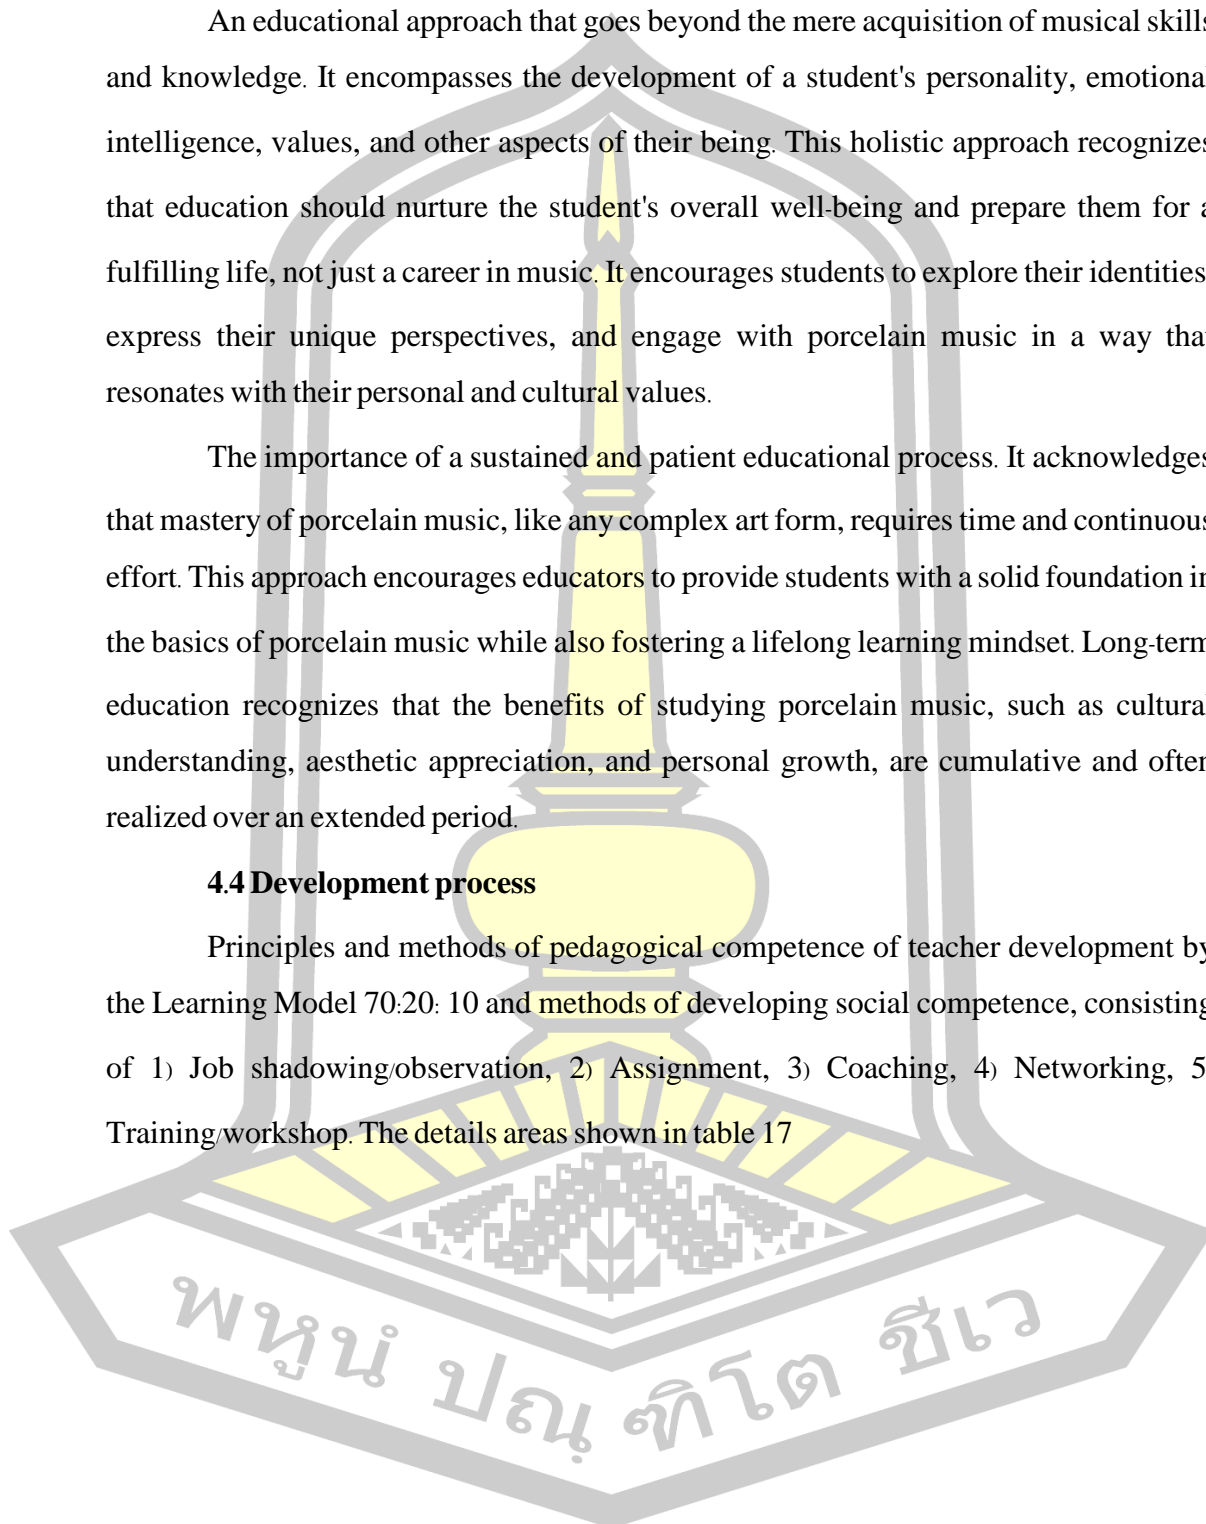 An educational approach that goes beyond the mere acquisition of musical skills
and knowledge. It encompasses the development of a student's personality, emotional
intelligence, values, and other aspects of their being. This holistic approach recognizes
that education should nurture the student's overall well-being and prepare them for a
fulfilling life, not just a career in music. It encourages students to explore their identities,
express their unique perspectives, and engage with porcelain music in a way that
resonates with their personal and cultural values.
The importance of a sustained and patient educational process. It acknowledges
that mastery of porcelain music, like any complex art form, requires time and continuous
effort. This approach encourages educators to provide students with a solid foundation in
the basics of porcelain music while also fostering a lifelong learning mindset. Long-term
education recognizes that the benefits of studying porcelain music, such as cultural
understanding, aesthetic appreciation, and personal growth, are cumulative and often
realized over an extended period.
4.4 Development process
Principles and methods of pedagogical competence of teacher development by
the Learning Model 70:20: 10 and methods of developing social competence, consisting
of 1) Job shadowing/observation, 2) Assignment, 3) Coaching, 4) Networking, 5)
Training/workshop. The details areas shown in table 17
พหูนํ ปณฺฑิโต ชีเว